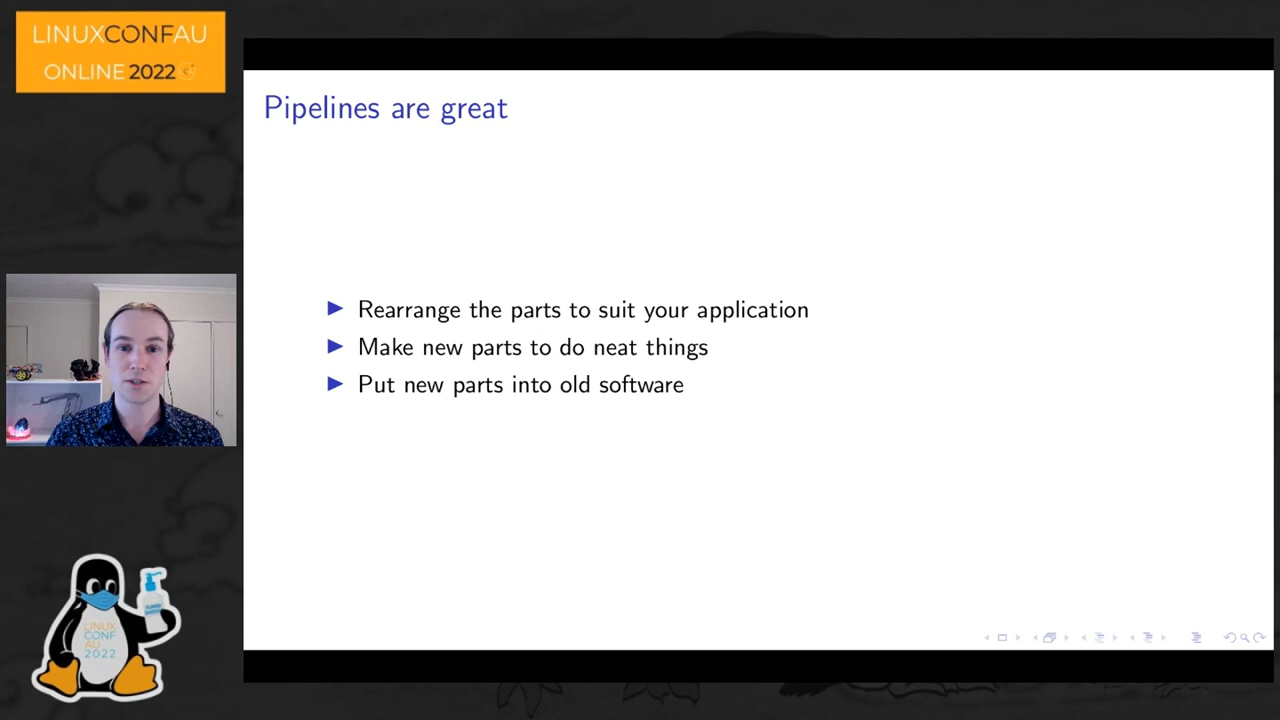 LINUXCONFAU
ONLINE 2022
Pipelines are great
Rearrange the parts to suit your application
Make new parts to do neat things
Put new parts into old software
LINUX
CONF
AU
2022